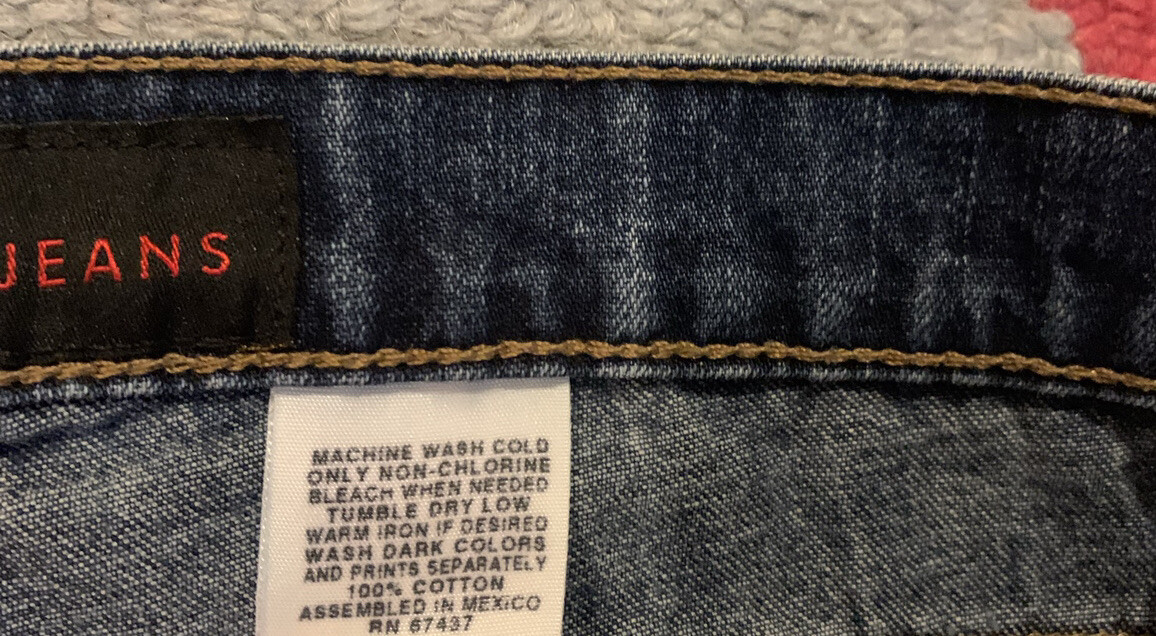 JEANS
MACHINE WASH COLD
ONLY NON-CHLORINE
BLEACH WHEN NEEDED
TUMBLE DRY LOW
WARM IRON IF DESIRED
WASH DARK COLORS
AND PRINTS SEPARATELY
100% COTTON
ASSEMBLED IN MEXICO
RN 67437